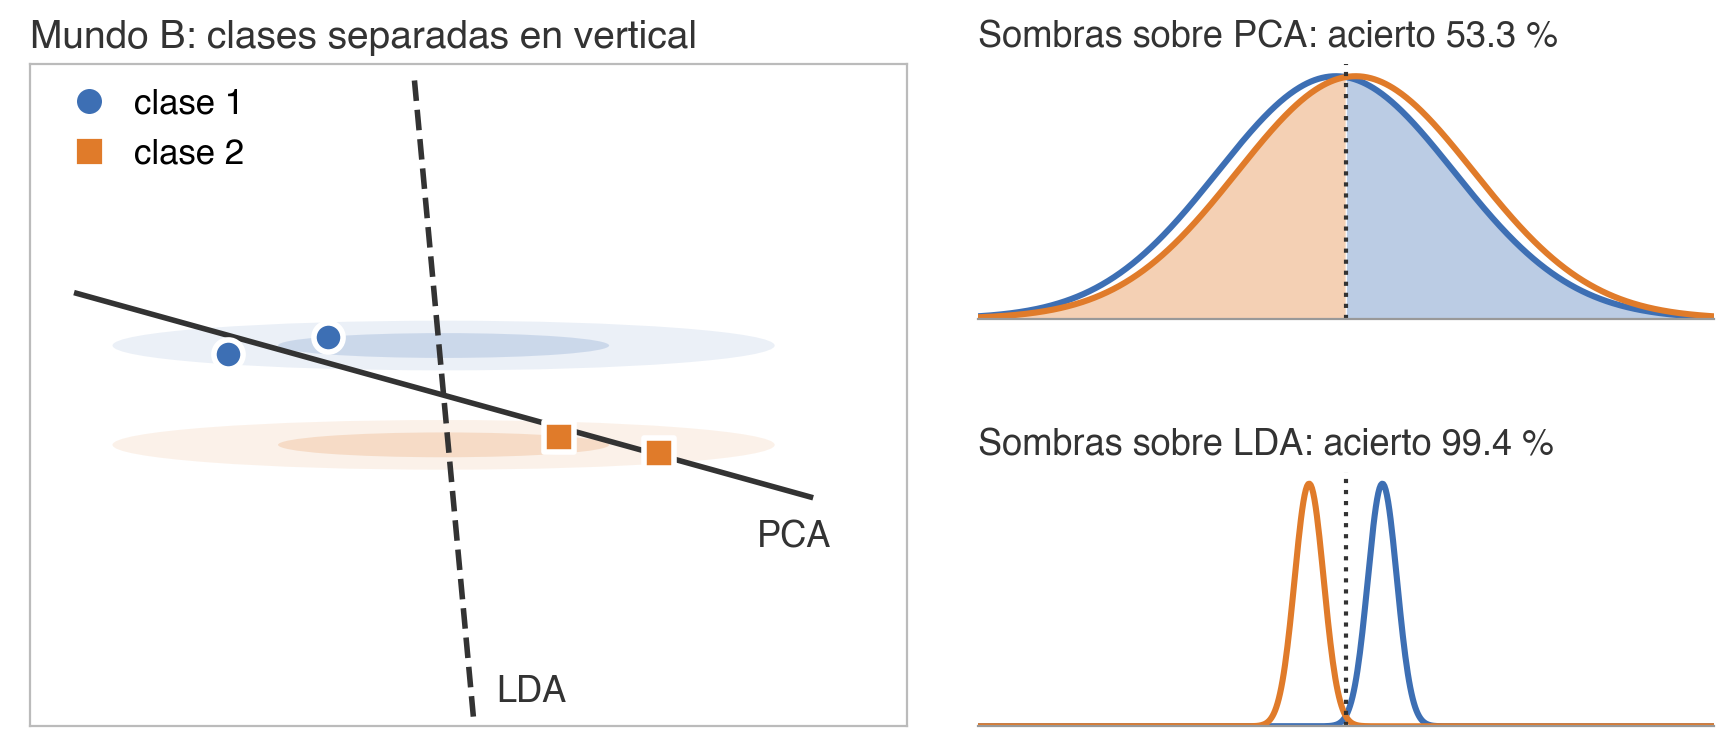 Mundo B: clases separadas en vertical
clase 1
clase 2
PCA
LDA
Sombras sobre PCA: acierto 53.3 %
Sombras sobre LDA: acierto 99.4 %